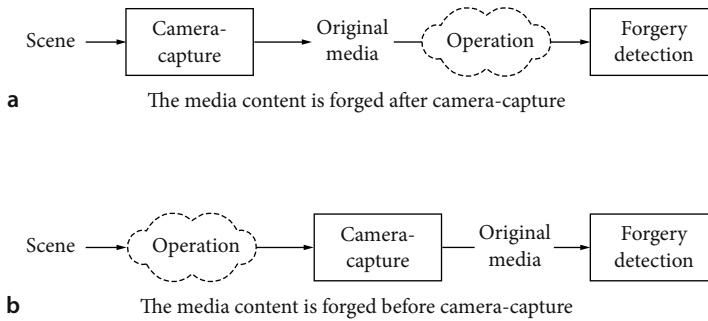 Scene
Camera-
capture
Original
media
Operation
Forgery
detection
a The media content is forged after camera-capture
Scene
Operation
Camera-
capture
Original
media
Forgery
detection
b The media content is forged before camera-capture